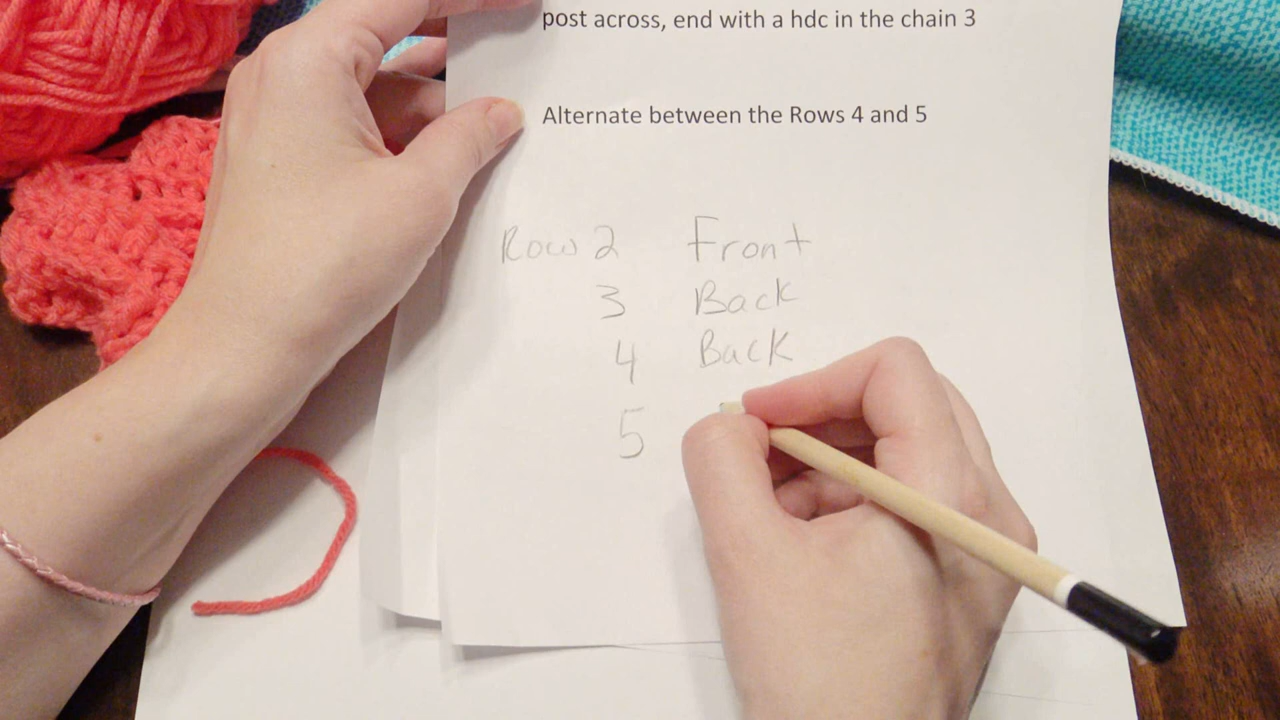 post across, end with a hdc in the chain 3
Alternate between the Rows 4 and 5
Row 2 Front
3 Back
4 Back
5